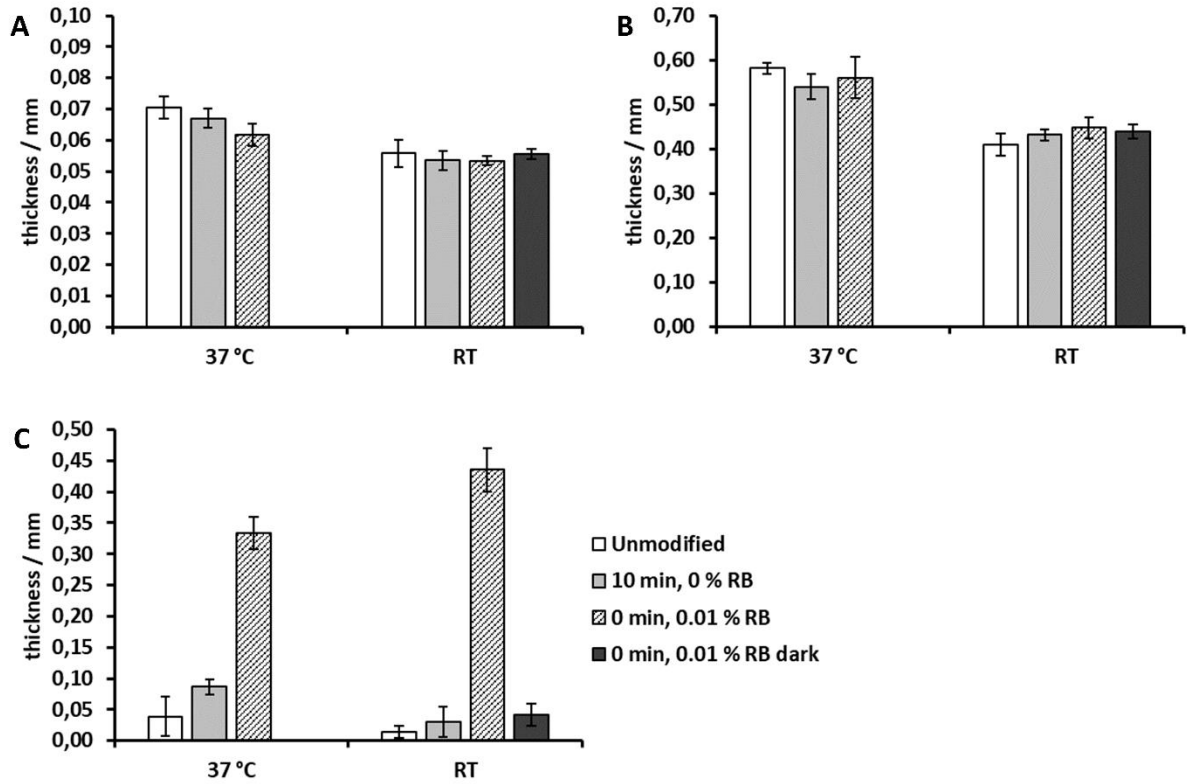 A
thickness / mm
0,10
0,09
0,08
0,07
0,06
0,05
0,04
0,03
0,02
0,01
0,00
37 °C
RT
B
thickness / mm
0,70
0,60
0,50
0,40
0,30
0,20
0,10
0,00
37 °C
RT
C
thickness / mm
0,50
0,45
0,40
0,35
0,30
0,25
0,20
0,15
0,10
0,05
0,00
37 °C
RT
Unmodified
10 min, 0 % RB
0 min, 0.01 % RB
0 min, 0.01 % RB dark